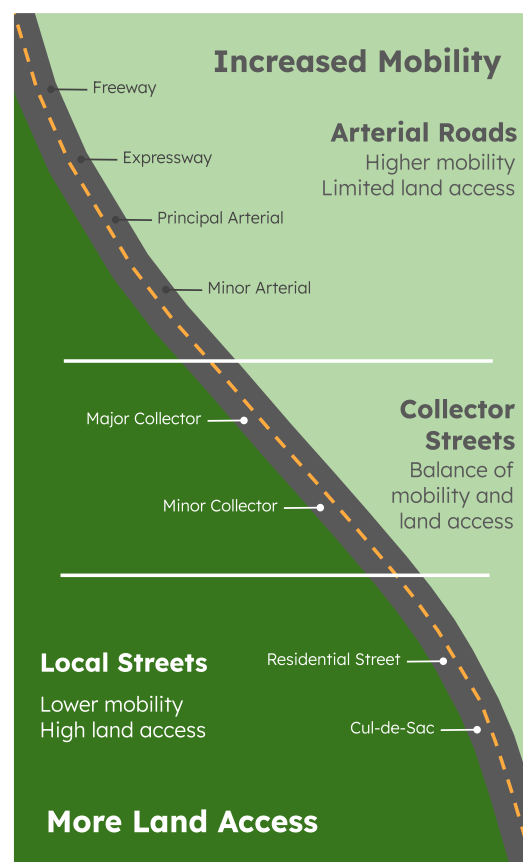 Increased Mobility
Freeway
Arterial Roads
Expressway
Higher mobility
Limited land access
Principal Arterial
Minor Arterial
Major Collector
Collector
Streets
Balance of
mobility and
land access
Minor Collector
Residential Street
Local Streets
Lower mobility
High land access
Cul-de-Sac
More Land Access